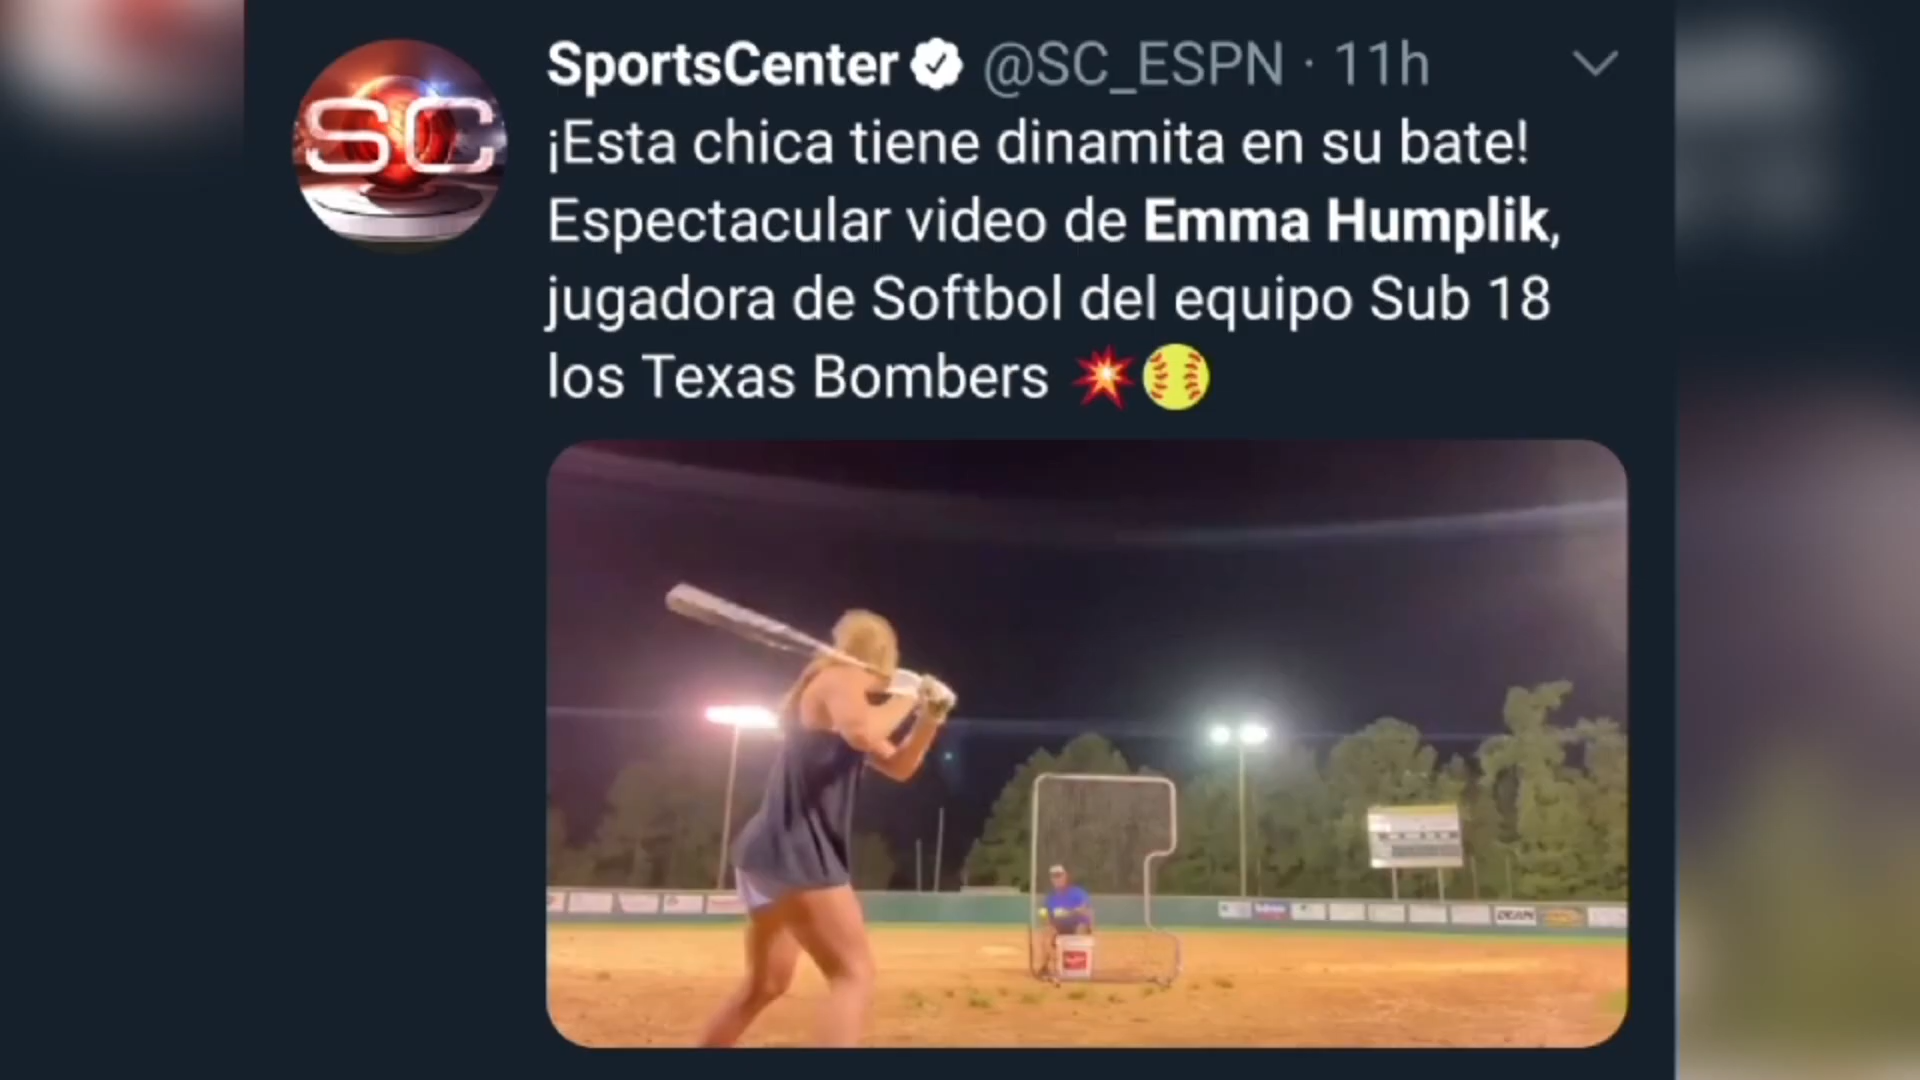 SC
SportsCenter @SC_ESPN · 11h
¡Esta chica tiene dinamita en su bate!
Espectacular video de Emma Humplik,
jugadora de Softbol del equipo Sub 18
los Texas Bombers 💥🥎